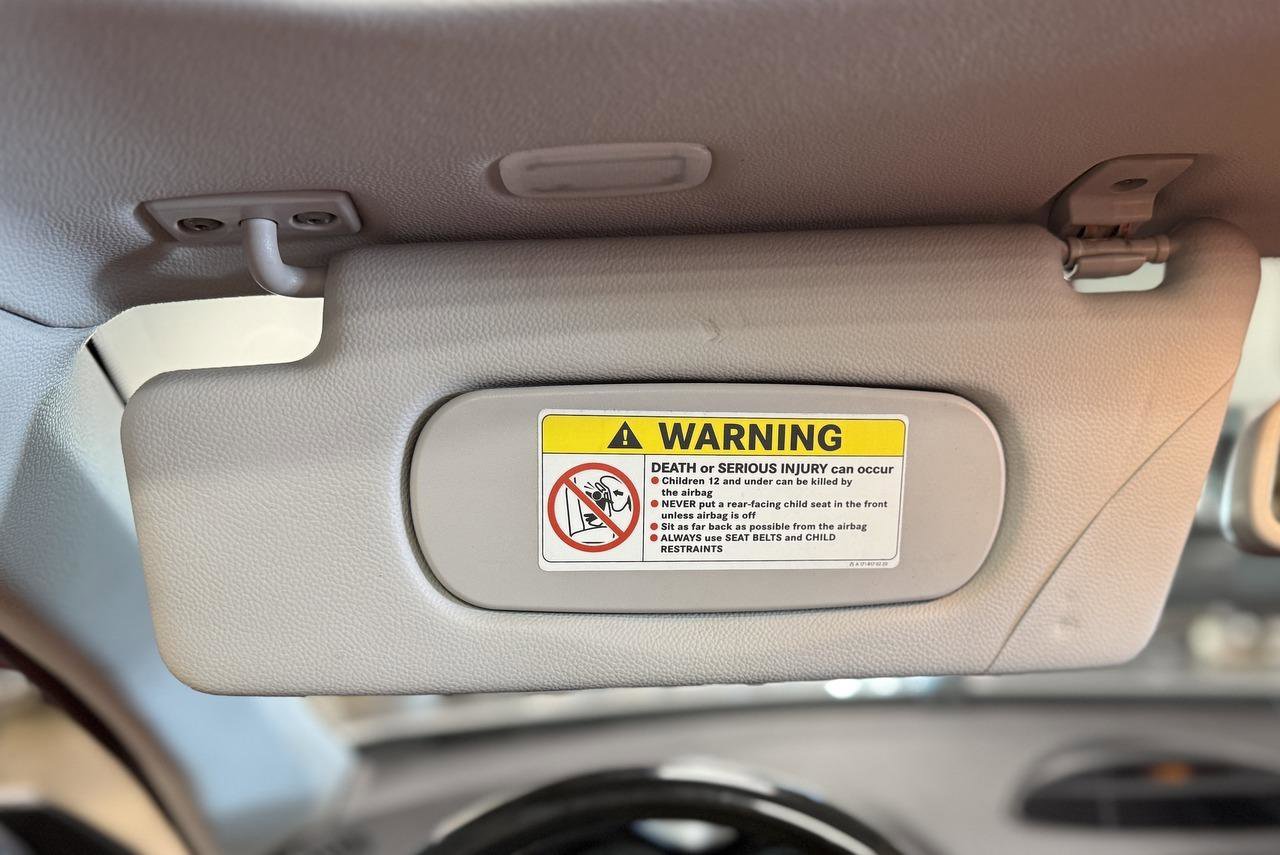 WARNING
DEATH or SERIOUS INJURY can occur
Children 12 and under can be killed by
the airbag
NEVER put a rear-facing child seat in the front
unless airbag is off
Sit as far back as possible from the airbag
ALWAYS use SEAT BELTS and CHILD
RESTRAINTS